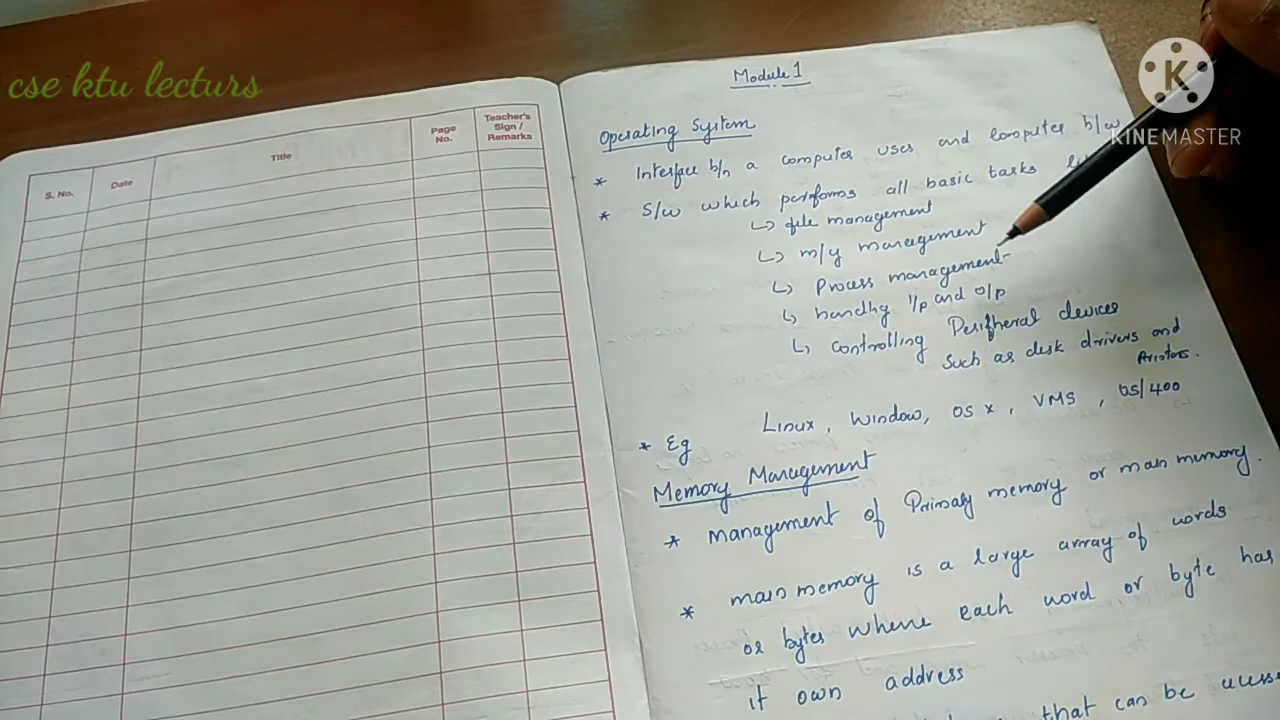 cse ktu lecturs
K
KINEMASTER
S. No.
Date
Title
Page No.
Teacher's Sign / Remarks
Module 1
Operating System
* Interface b/n a computer user and computer h/w
* S/w which performs all basic tasks
↳ file management
↳ m/y management
↳ Process management
↳ handling i/p and o/p
↳ controlling Peripheral devices
such as disk drivers and
Printers.
* Eg Linux, Window, OS X, VMS, OS/400
Memory Management
* management of Primary memory or main memory.
* main memory is a large array of words
or bytes where each word or byte has
it own address
that can be